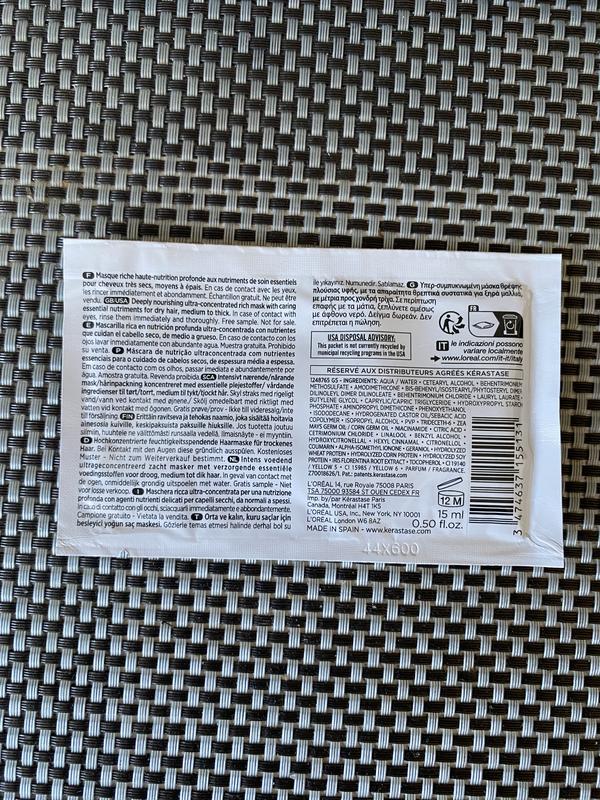 F Masque riche haute-nutrition profonde aux nutriments de soin essentiels
pour cheveux très secs, moyens à épais. En cas de contact avec les yeux,
les rincer immédiatement et abondamment. Échantillon gratuit. Ne peut être
vendu. GB/USA Deeply nourishing ultra-concentrated rich mask with caring
essential nutriments for dry hair, medium to thick. In case of contact with
eyes, rinse them immediately and thoroughly. Free sample. Not for sale.
E Mascarilla rica en nutrición profunda ultra-concentrada con nutrientes
que cuidan el cabello seco, de medio a grueso. En caso de contacto con los
ojos lavar inmediatamente con abundante agua. Muestra gratuita. Prohibido
su venta. P Máscara de nutrição ultraconcentrada com nutrientes
essenciais para o cuidado de cabelos secos, de espessura média a espessa.
Em caso de contacto com os olhos, passar imediata e abundantemente por
água. Amostra gratuita. Revenda proibida. SCA Intensivt nærende/närande
mask/hårinpackning koncentreret med essentielle plejestoffer/ vårdande
ingredienser til tørt/torrt, medium til tykt/tjockt hår. Skyl straks med rigeligt
vand/vann ved kontakt med øjnene./ Skölj omedelbart med rikligt med
vatten vid kontakt med ögonen./ Gratis prøve/prov - Ikke till videresalg/inte
till försäljning. FIN Erittäin ravitseva ja tehokas naamio, joka sisältää hoitavia
ainesosia kuiville, keskipaksuista paksuihin hiuksiin. Jos tuotetta joutuu
silmiin, huuhtele ne välittömästi runsaalla vedellä. Ilmaisnäyte - ei myyntiin.
D Hochkonzentrierte feuchtigkeitsspendende Haarmaske für trockenes
Haar. Bei Kontakt mit den Augen diese gründlich ausspülen. Kostenloses
Muster - Nicht zum Weiterverkauf bestimmt. NL Intens voedend
ultrageconcentreerd zacht masker met verzorgende essentiële
voedingsstoffen voor droog, medium tot dik haar. In geval van contact met
de ogen, onmiddellijk grondig uitspoelen met water. Gratis sample - Niet
voor losse verkoop. I Maschera ricca ultra-concentrata per una nutrizione
profonda con agenti nutrienti delicati per capelli secchi, da normali a spessi.
In caso di contatto con gli occhi, sciacquarli immediatamente e abbondantemente.
Campione gratuito - Vietata la vendita. T Orta ve kalın, kuru saçlar için
besleyici yoğun saç maskesi. Gözlerle temas etmesi halinde derhal bol su
ile yıkayınız. Numunedir. Satılamaz. G Υπερ-συμπυκνωμένη μάσκα θρέψης
πλούσιας υφής, με τα απαραίτητα θρεπτικά συστατικά για ξηρά μαλλιά,
με μέτρια προς χονδρή τρίχα. Σε περίπτωση
επαφής με τα μάτια, ξεπλύνετε αμέσως
με άφθονο νερό. Δείγμα δωρεάν. Δεν
επιτρέπεται η πώληση.
FR
USA DISPOSAL ADVISORY:
This packet is not currently recycled by
municipal recycling programs in the USA
IT le indicazioni possono
variare localmente
www.loreal.com/it-it/italy
RÉSERVÉ AUX DISTRIBUTEURS AGRÉÉS KÉRASTASE
1248765 GS - INGREDIENTS: AQUA / WATER • CETEARYL ALCOHOL • BEHENTRIMONIUM
METHOSULFATE • AMODIMETHICONE • BIS-BEHENYL/ISOSTEARYL/PHYTOSTERYL DIMER
DILINOLEYL DIMER DILINOLEATE • BEHENTRIMONIUM CHLORIDE • LAURYL LAURATE •
BUTYLENE GLYCOL • CAPRYLIC/CAPRIC TRIGLYCERIDE • HYDROXYPROPYL STARCH
PHOSPHATE • AMINOPROPYL DIMETHICONE • PHENOXYETHANOL
• ISODODECANE • HYDROGENATED CASTOR OIL/SEBACIC ACID
COPOLYMER • ISOPROPYL ALCOHOL • PVP • TRIDECETH-6 • ZEA
MAYS GERM OIL / CORN GERM OIL • NIACINAMIDE • CITRIC ACID •
CETRIMONIUM CHLORIDE • LINALOOL • BENZYL ALCOHOL •
HYDROXYCITRONELLAL • HEXYL CINNAMAL • CITRONELLOL •
COUMARIN • ALPHA-ISOMETHYL IONONE • GERANIOL • HYDROLYZED
WHEAT PROTEIN • HYDROLYZED CORN PROTEIN • HYDROLYZED SOY
PROTEIN • IRIS FLORENTINA ROOT EXTRACT • TOCOPHEROL • CI 19140
/ YELLOW 5 • CI 15985 / YELLOW 6 • PARFUM / FRAGRANCE.
Z70018626/1. Pat. patents.kerastase.com
L'ORÉAL, 14, rue Royale 75008 PARIS
TSA 75000 93584 ST OUEN CEDEX FR
Imp. by/par Kérastase Paris
Canada, Montréal H4T 1K5
L'ORÉAL USA, Inc., New York, NY 10001
L'ORÉAL London W6 8AZ
MADE IN SPAIN - www.kerastase.com
12 M
15 ml
0.50 fl.oz.
3 474637 155131
44X600